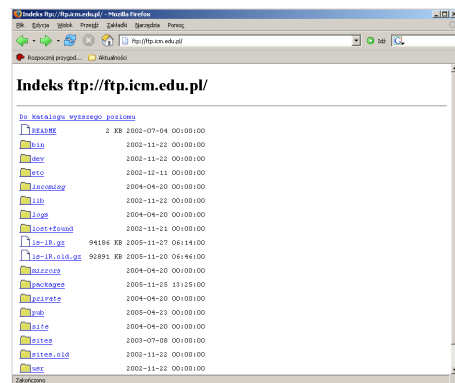 Indeks ftp://ftp.icm.edu.pl/ - Mozilla Firefox
Plik Edycja Widok Przejdź Zakładki Narzędzia Pomoc
ftp://ftp.icm.edu.pl/ Idź
Rozpocznij przygod... Aktualności
Indeks ftp://ftp.icm.edu.pl/
Do katalogu wyższego poziomu
README 2 KB 2002-07-04 00:00:00
bin 2002-11-22 00:00:00
dev 2002-11-22 00:00:00
etc 2002-12-11 00:00:00
incoming 2004-04-20 00:00:00
lib 2002-11-22 00:00:00
logs 2004-04-20 00:00:00
lost+found 2002-11-21 00:00:00
ls-lR.gz 94186 KB 2005-11-27 06:14:00
ls-lR.old.gz 92891 KB 2005-11-20 06:46:00
mirrors 2004-04-20 00:00:00
packages 2005-11-25 13:25:00
private 2004-04-20 00:00:00
pub 2005-04-23 00:00:00
site 2004-04-20 00:00:00
sites 2003-07-08 00:00:00
sites.old 2002-11-22 00:00:00
usr 2002-11-22 00:00:00
Zakończono